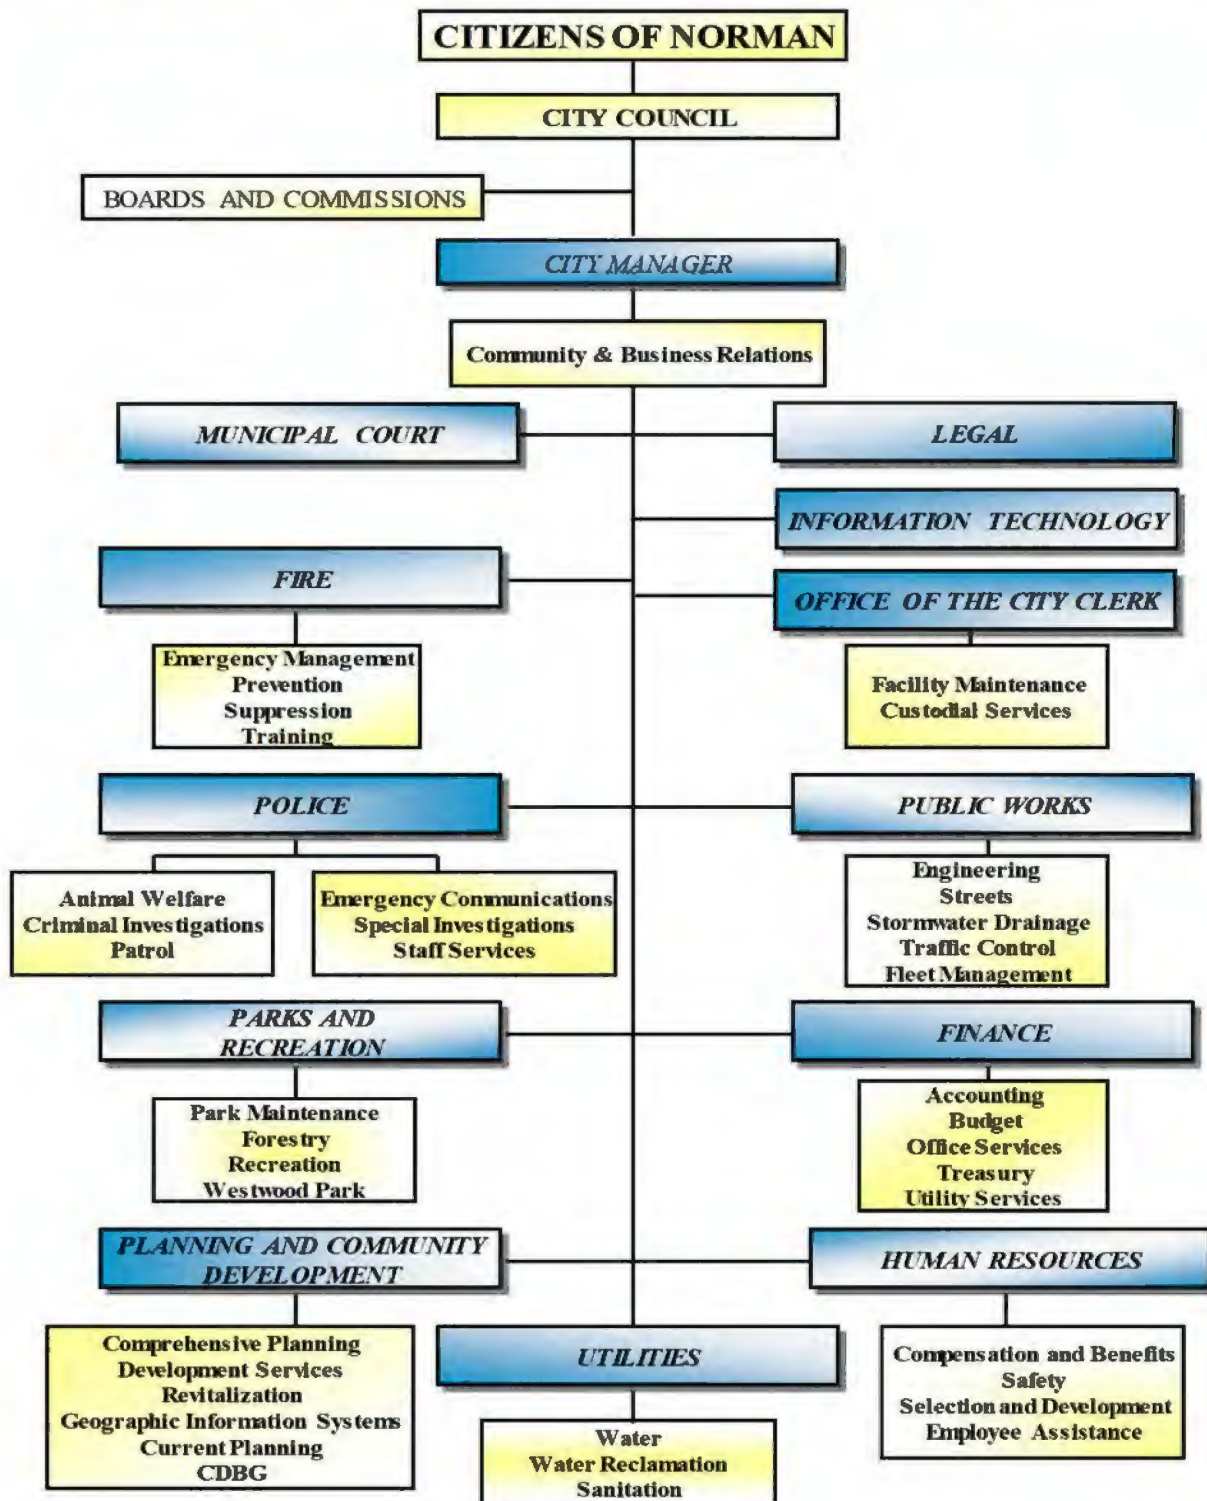 CITIZENS OF NORMAN
CITY COUNCIL
BOARDS AND COMMISSIONS
CITY MANAGER
Community & Business Relations
MUNICIPAL COURT
LEGAL
INFORMATION TECHNOLOGY
FIRE
OFFICE OF THE CITY CLERK
Emergency Management
Prevention
Suppression
Training
Facility Maintenance
Custodial Services
POLICE
PUBLIC WORKS
Animal Welfare
Criminal Investigations
Patrol
Emergency Communications
Special Investigations
Staff Services
Engineering
Streets
Stormwater Drainage
Traffic Control
Fleet Management
PARKS AND
RECREATION
FINANCE
Park Maintenance
Forestry
Recreation
Westwood Park
Accounting
Budget
Office Services
Treasury
Utility Services
PLANNING AND COMMUNITY
DEVELOPMENT
HUMAN RESOURCES
Comprehensive Planning
Development Services
Revitalization
Geographic Information Systems
Current Planning
CDBG
UTILITIES
Water
Water Reclamation
Sanitation
Compensation and Benefits
Safety
Selection and Development
Employee Assistance